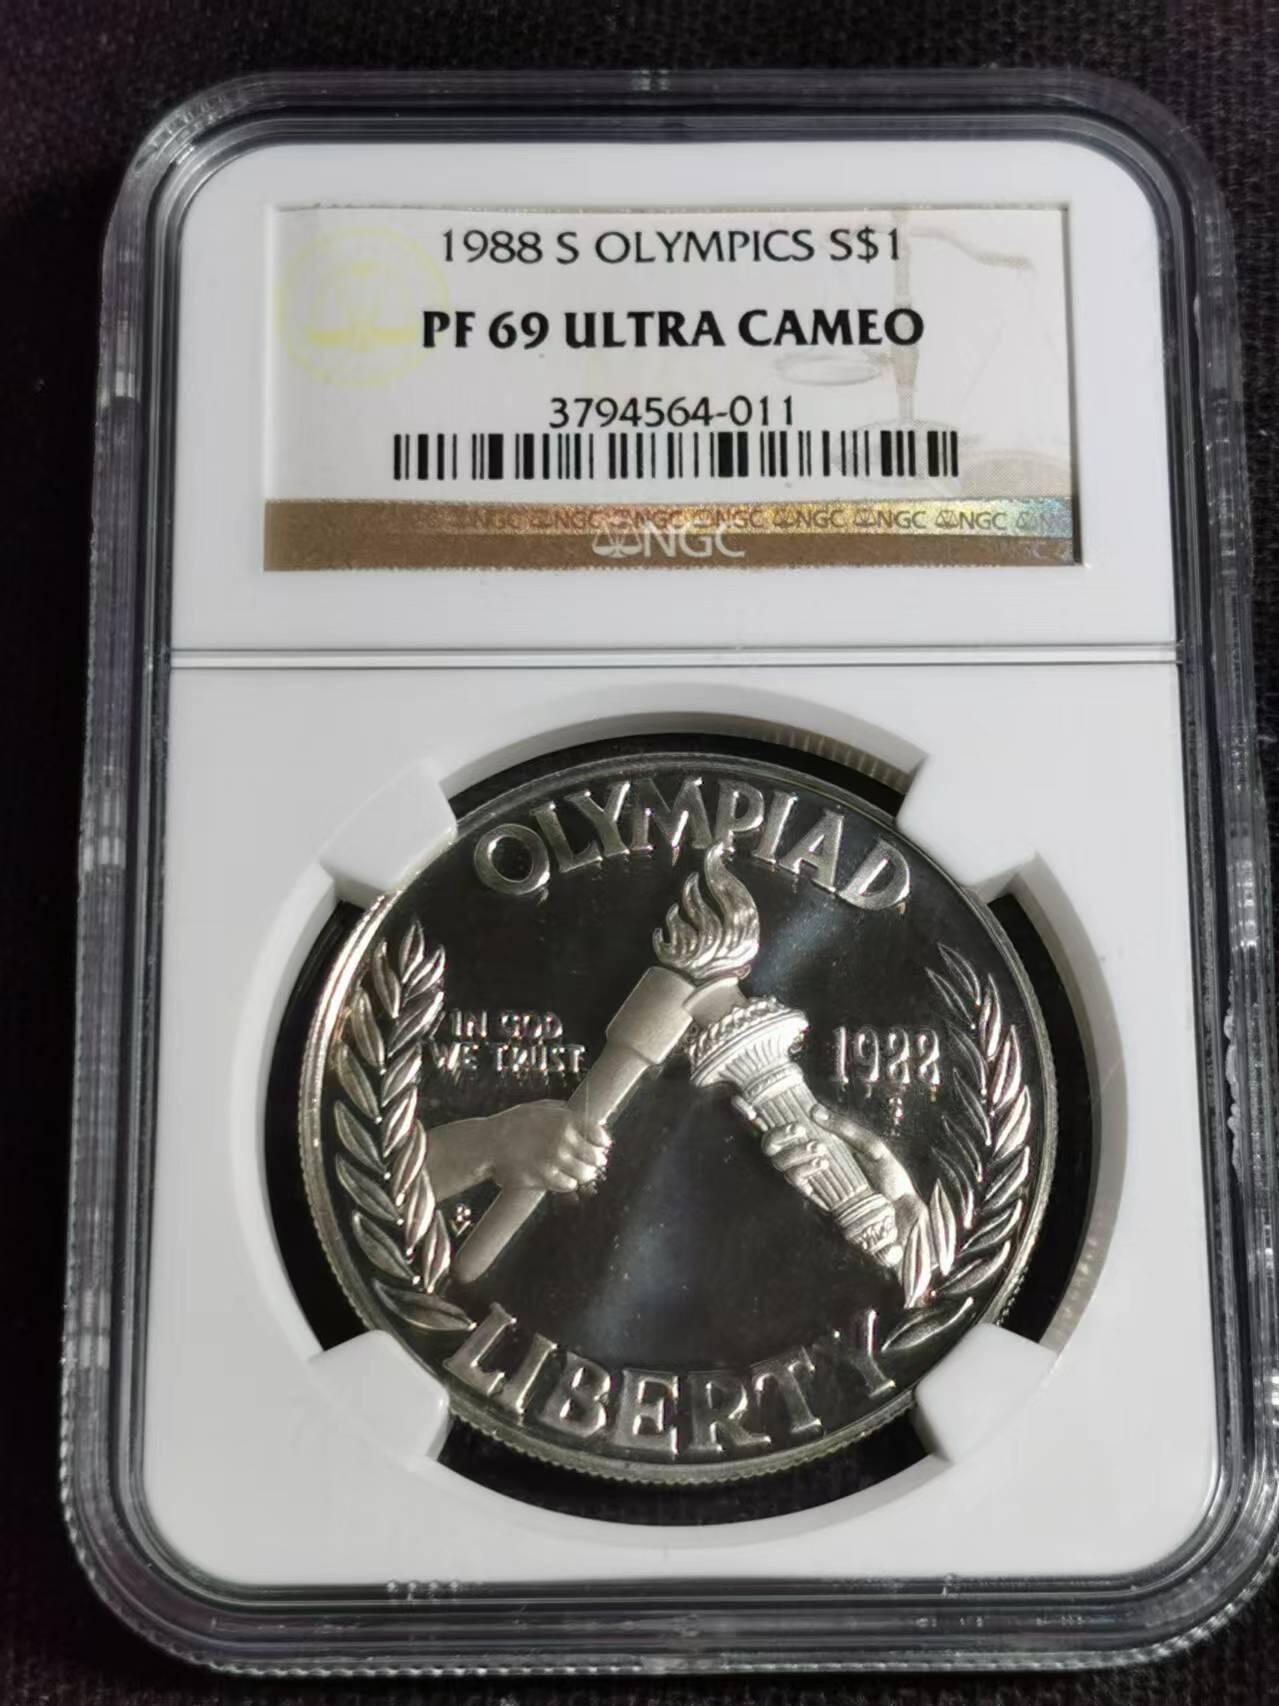 1988 S OLYMPICS S$1
PF 69 ULTRA CAMEO
3794564-011
NGC NGC NGC NGC NGC NGC NGC
NGC
OLYMPIAD
IN GOD
WE TRUST
1988
S
LIBERTY